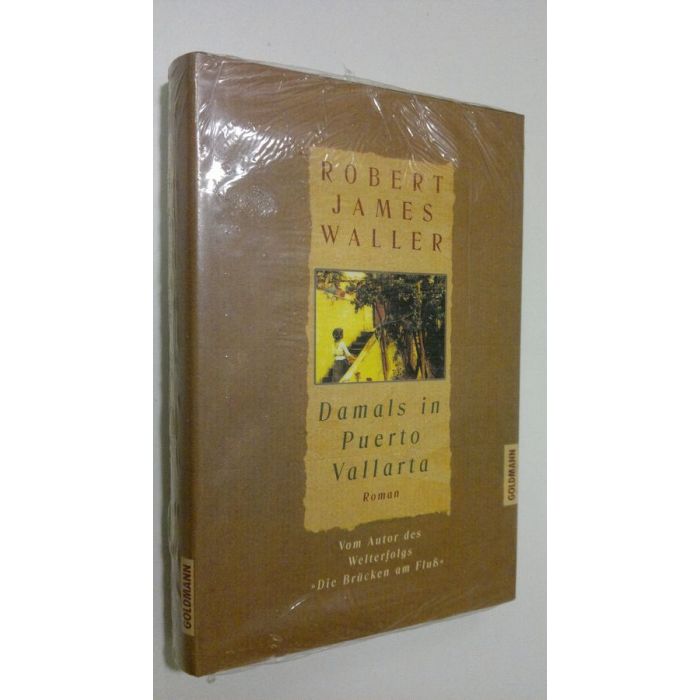 ROBERT
JAMES
WALLER
Damals in
Puerto
Vallarta
Roman
Vom Autor des
Welterfolgs
»Die Brücken am Fluß«
GOLDMANN
GOLDMANN